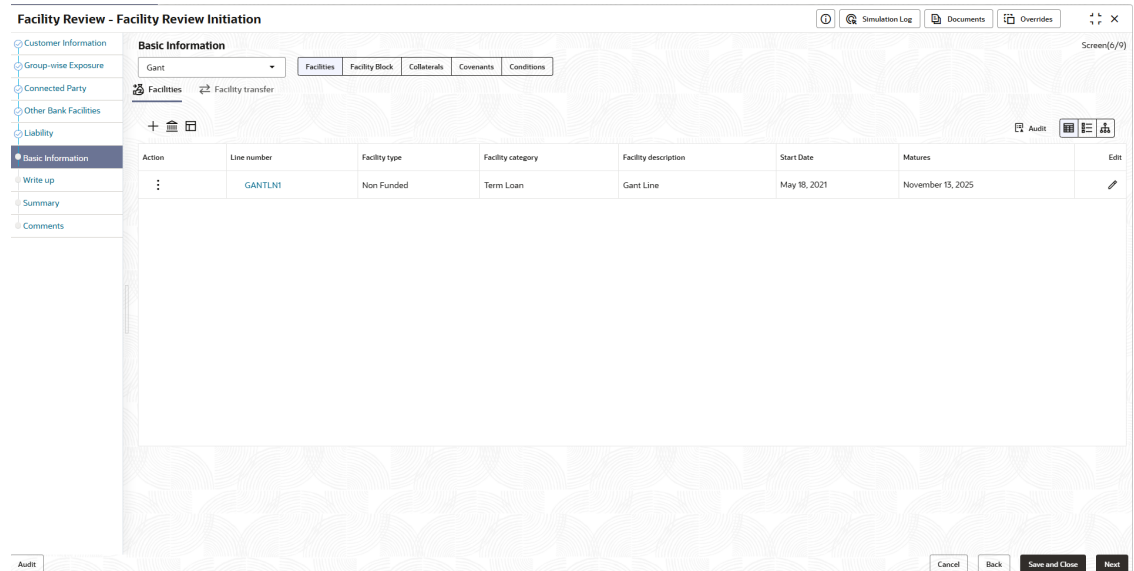 Facility Review - Facility Review Initiation
Simulation Log
Documents
Overrides
Customer Information
Group-wise Exposure
Connected Party
Other Bank Facilities
Liability
Basic Information
Write up
Summary
Comments
Basic Information
Screen(6/9)
Gant
Facilities Facility Block Collaterals Covenants Conditions
Facilities Facility transfer
Audit
Action Line number Facility type Facility category Facility description Start Date Matures Edit
GANTLN1 Non Funded Term Loan Gant Line May 18, 2021 November 13, 2025
Audit
Cancel Back Save and Close Next